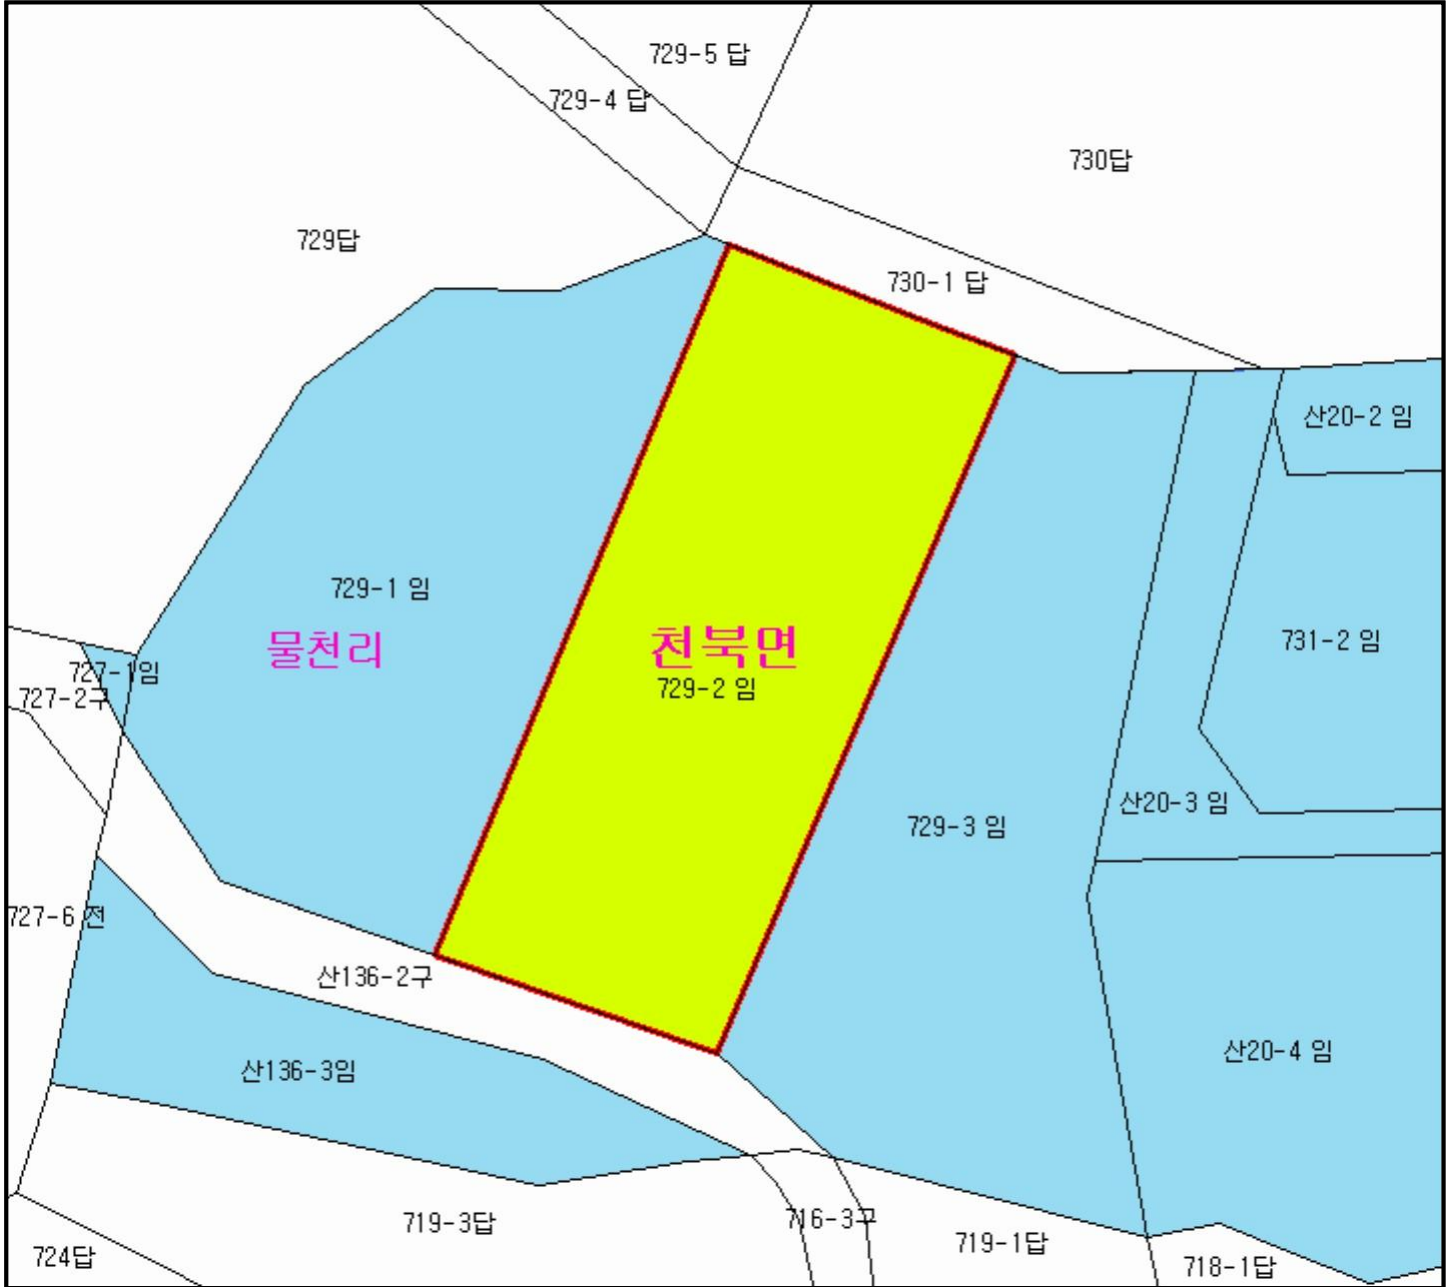 729-5 답
729-4 답
730답
729답
730-1 답
산20-2 임
729-1 임
물천리
천북면
729-2 임
731-2 임
727-1임
727-2구
산20-3 임
729-3 임
727-6 전
산136-2구
산136-3임
산20-4 임
719-3답
716-3구
719-1답
724답
718-1답